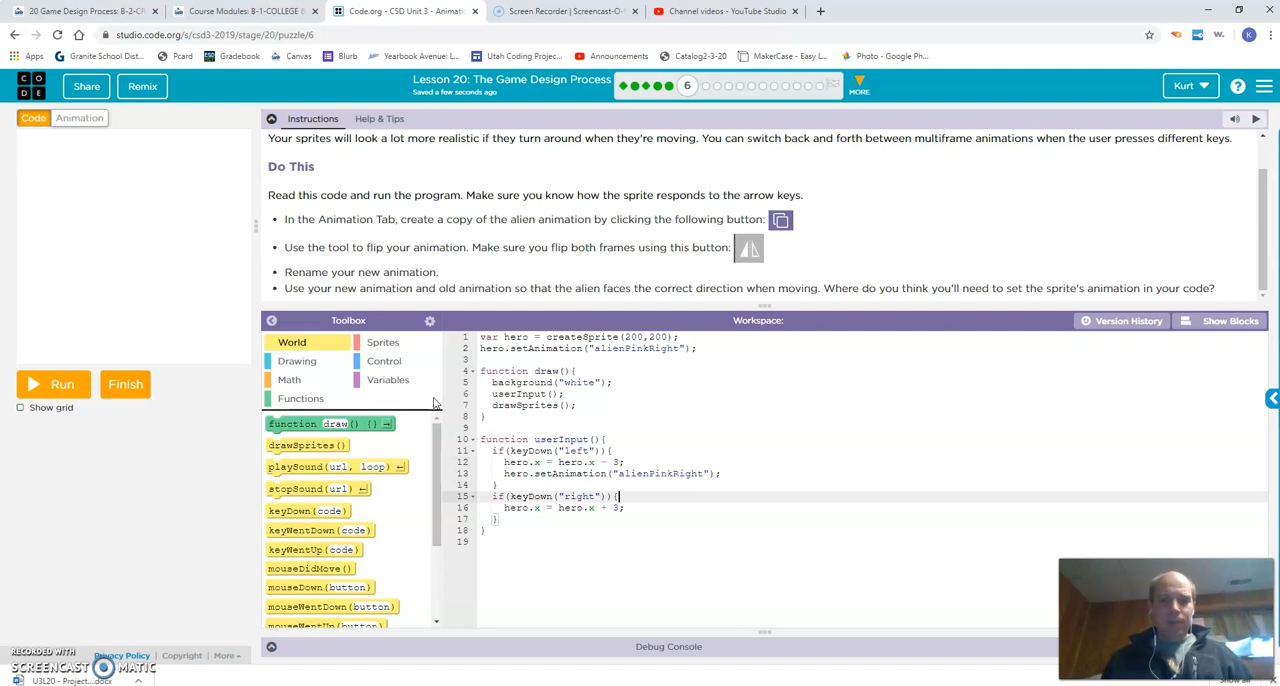 20 Game Design Process: B-2-CR
Course Modules: B-1-COLLEGE &
Code.org - CSD Unit 3 - Animatio
Screen Recorder | Screencast-O-M
Channel videos - YouTube Studio
studio.code.org/s/csd3-2019/stage/20/puzzle/6
Apps
Granite School Dist...
Pcard
Gradebook
Canvas
Blurb
Yearbook Avenue- L...
Utah Coding Project...
Announcements
Catalog2-3-20
MakerCase - Easy L...
Photo - Google Ph...
CODE
Share
Remix
Lesson 20: The Game Design Process
Saved a few seconds ago
6
MORE
Kurt
Code
Animation
Instructions
Help & Tips
Your sprites will look a lot more realistic if they turn around when they're moving. You can switch back and forth between multiframe animations when the user presses different keys.
Do This
Read this code and run the program. Make sure you know how the sprite responds to the arrow keys.
• In the Animation Tab, create a copy of the alien animation by clicking the following button:
• Use the tool to flip your animation. Make sure you flip both frames using this button:
• Rename your new animation.
• Use your new animation and old animation so that the alien faces the correct direction when moving. Where do you think you'll need to set the sprite's animation in your code?
Toolbox
Workspace:
Version History
Show Blocks
World
Sprites
Drawing
Control
Math
Variables
Functions
function draw() {}
drawSprites()
playSound(url, loop)
stopSound(url)
keyDown(code)
keyWentDown(code)
keyWentUp(code)
mouseDidMove()
mouseDown(button)
mouseWentDown(button)
mouseWentUp(button)
1 var hero = createSprite(200,200);
2 hero.setAnimation("alienPinkRight");
3
4 function draw(){
5 background("white");
6 userInput();
7 drawSprites();
8 }
9
10 function userInput(){
11 if(keyDown("left")){
12 hero.x = hero.x - 3;
13 hero.setAnimation("alienPinkRight");
14 }
15 if(keyDown("right")){
16 hero.x = hero.x + 3;
17 }
18 }
19
Run
Finish
Show grid
Debug Console
Privacy Policy
Copyright
More
RECORDED WITH
SCREENCAST MATIC
U3L20 - Project....docx
Show all